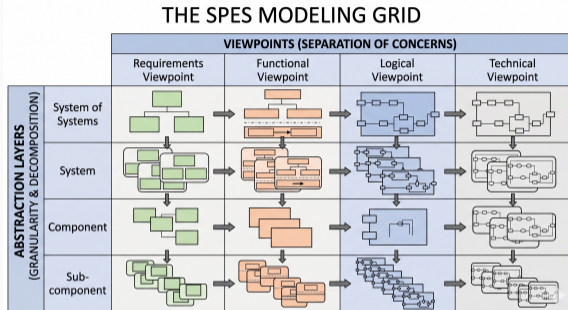 THE SPES MODELING GRID
VIEWPOINTS (SEPARATION OF CONCERNS)
Requirements
Viewpoint
Functional
Viewpoint
Logical
Viewpoint
Technical
Viewpoint
ABSTRACTION LAYERS
(GRANULARITY & DECOMPOSITION)
System of
Systems
System
Component
Sub-
component